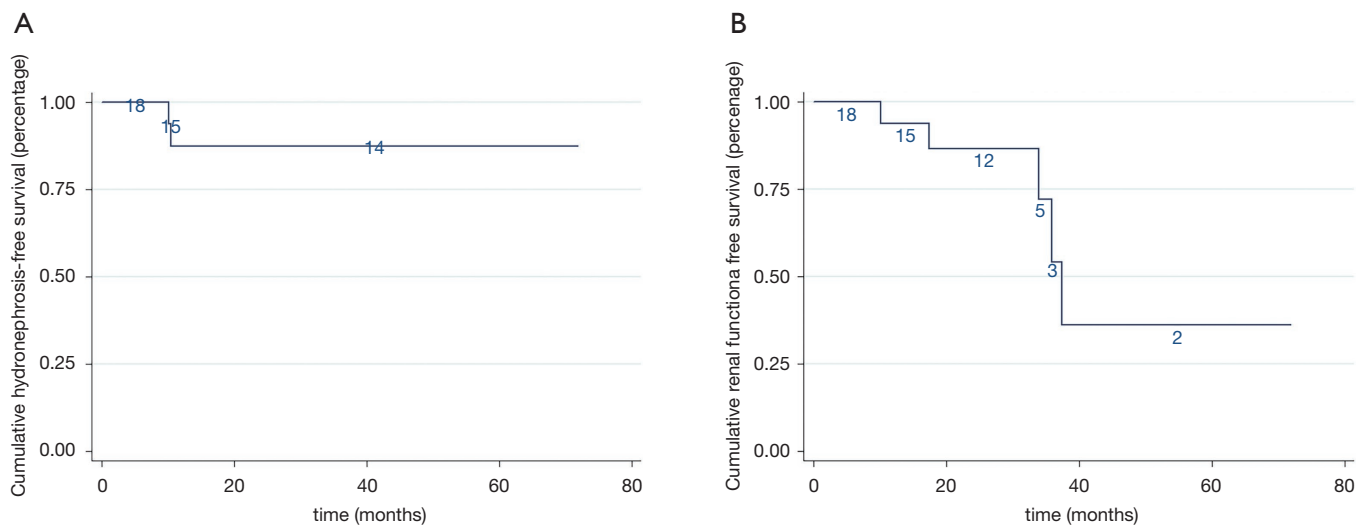 A
Cumulative hydronephrosis-free survival (percentage)
1.00
0.75
0.50
0.25
0.00
18
15
14
0 20 40 60 80
time (months)
B
Cumulative renal functiona free survival (percenage)
1.00
0.75
0.50
0.25
0.00
18
15
12
5
3
2
0 20 40 60 80
time (months)